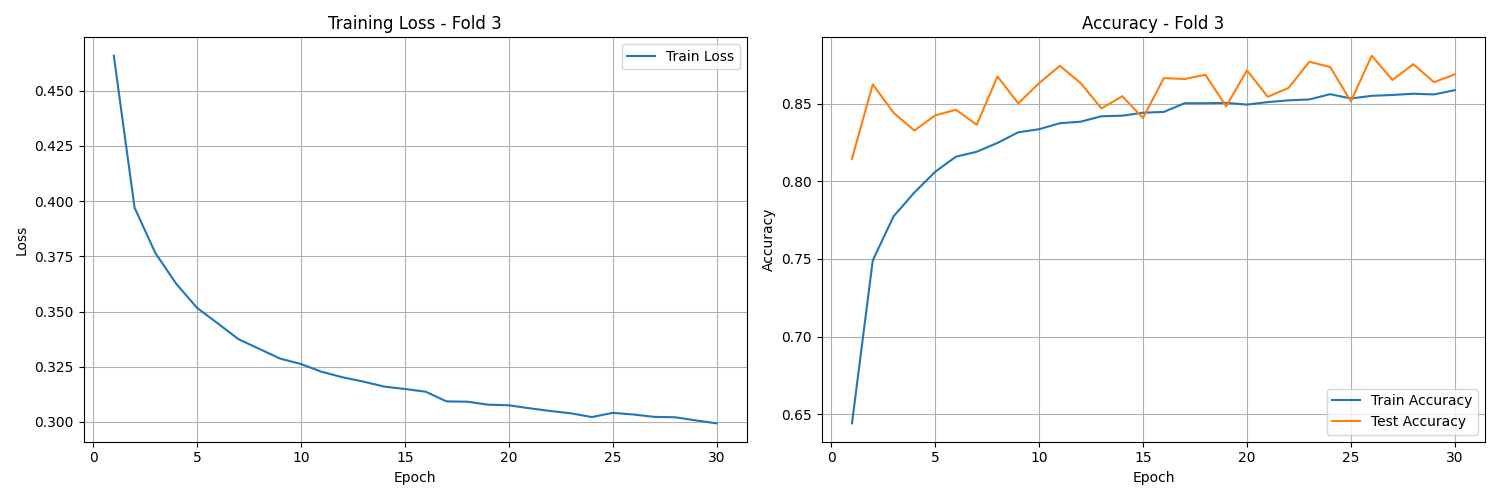 Training Loss - Fold 3
Train Loss
0.450
0.425
0.400
0.375
0.350
0.325
0.300
Loss
0 5 10 15 20 25 30
Epoch
Accuracy - Fold 3
0.85
0.80
0.75
0.70
0.65
Accuracy
Train Accuracy
Test Accuracy
0 5 10 15 20 25 30
Epoch